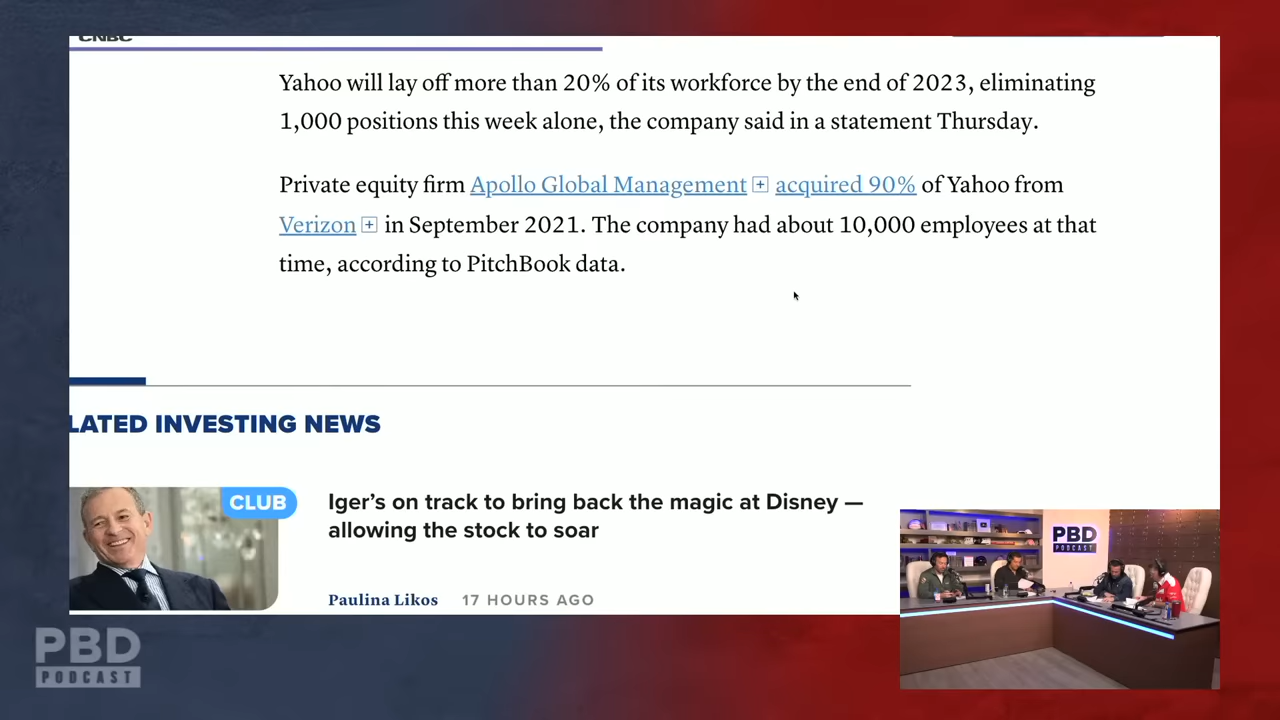 CNBC
Yahoo will lay off more than 20% of its workforce by the end of 2023, eliminating
1,000 positions this week alone, the company said in a statement Thursday.
Private equity firm Apollo Global Management + acquired 90% of Yahoo from
Verizon + in September 2021. The company had about 10,000 employees at that
time, according to PitchBook data.
LATED INVESTING NEWS
CLUB
Iger’s on track to bring back the magic at Disney —
allowing the stock to soar
Paulina Likos 17 HOURS AGO
PBD
PODCAST
PBD
PODCAST